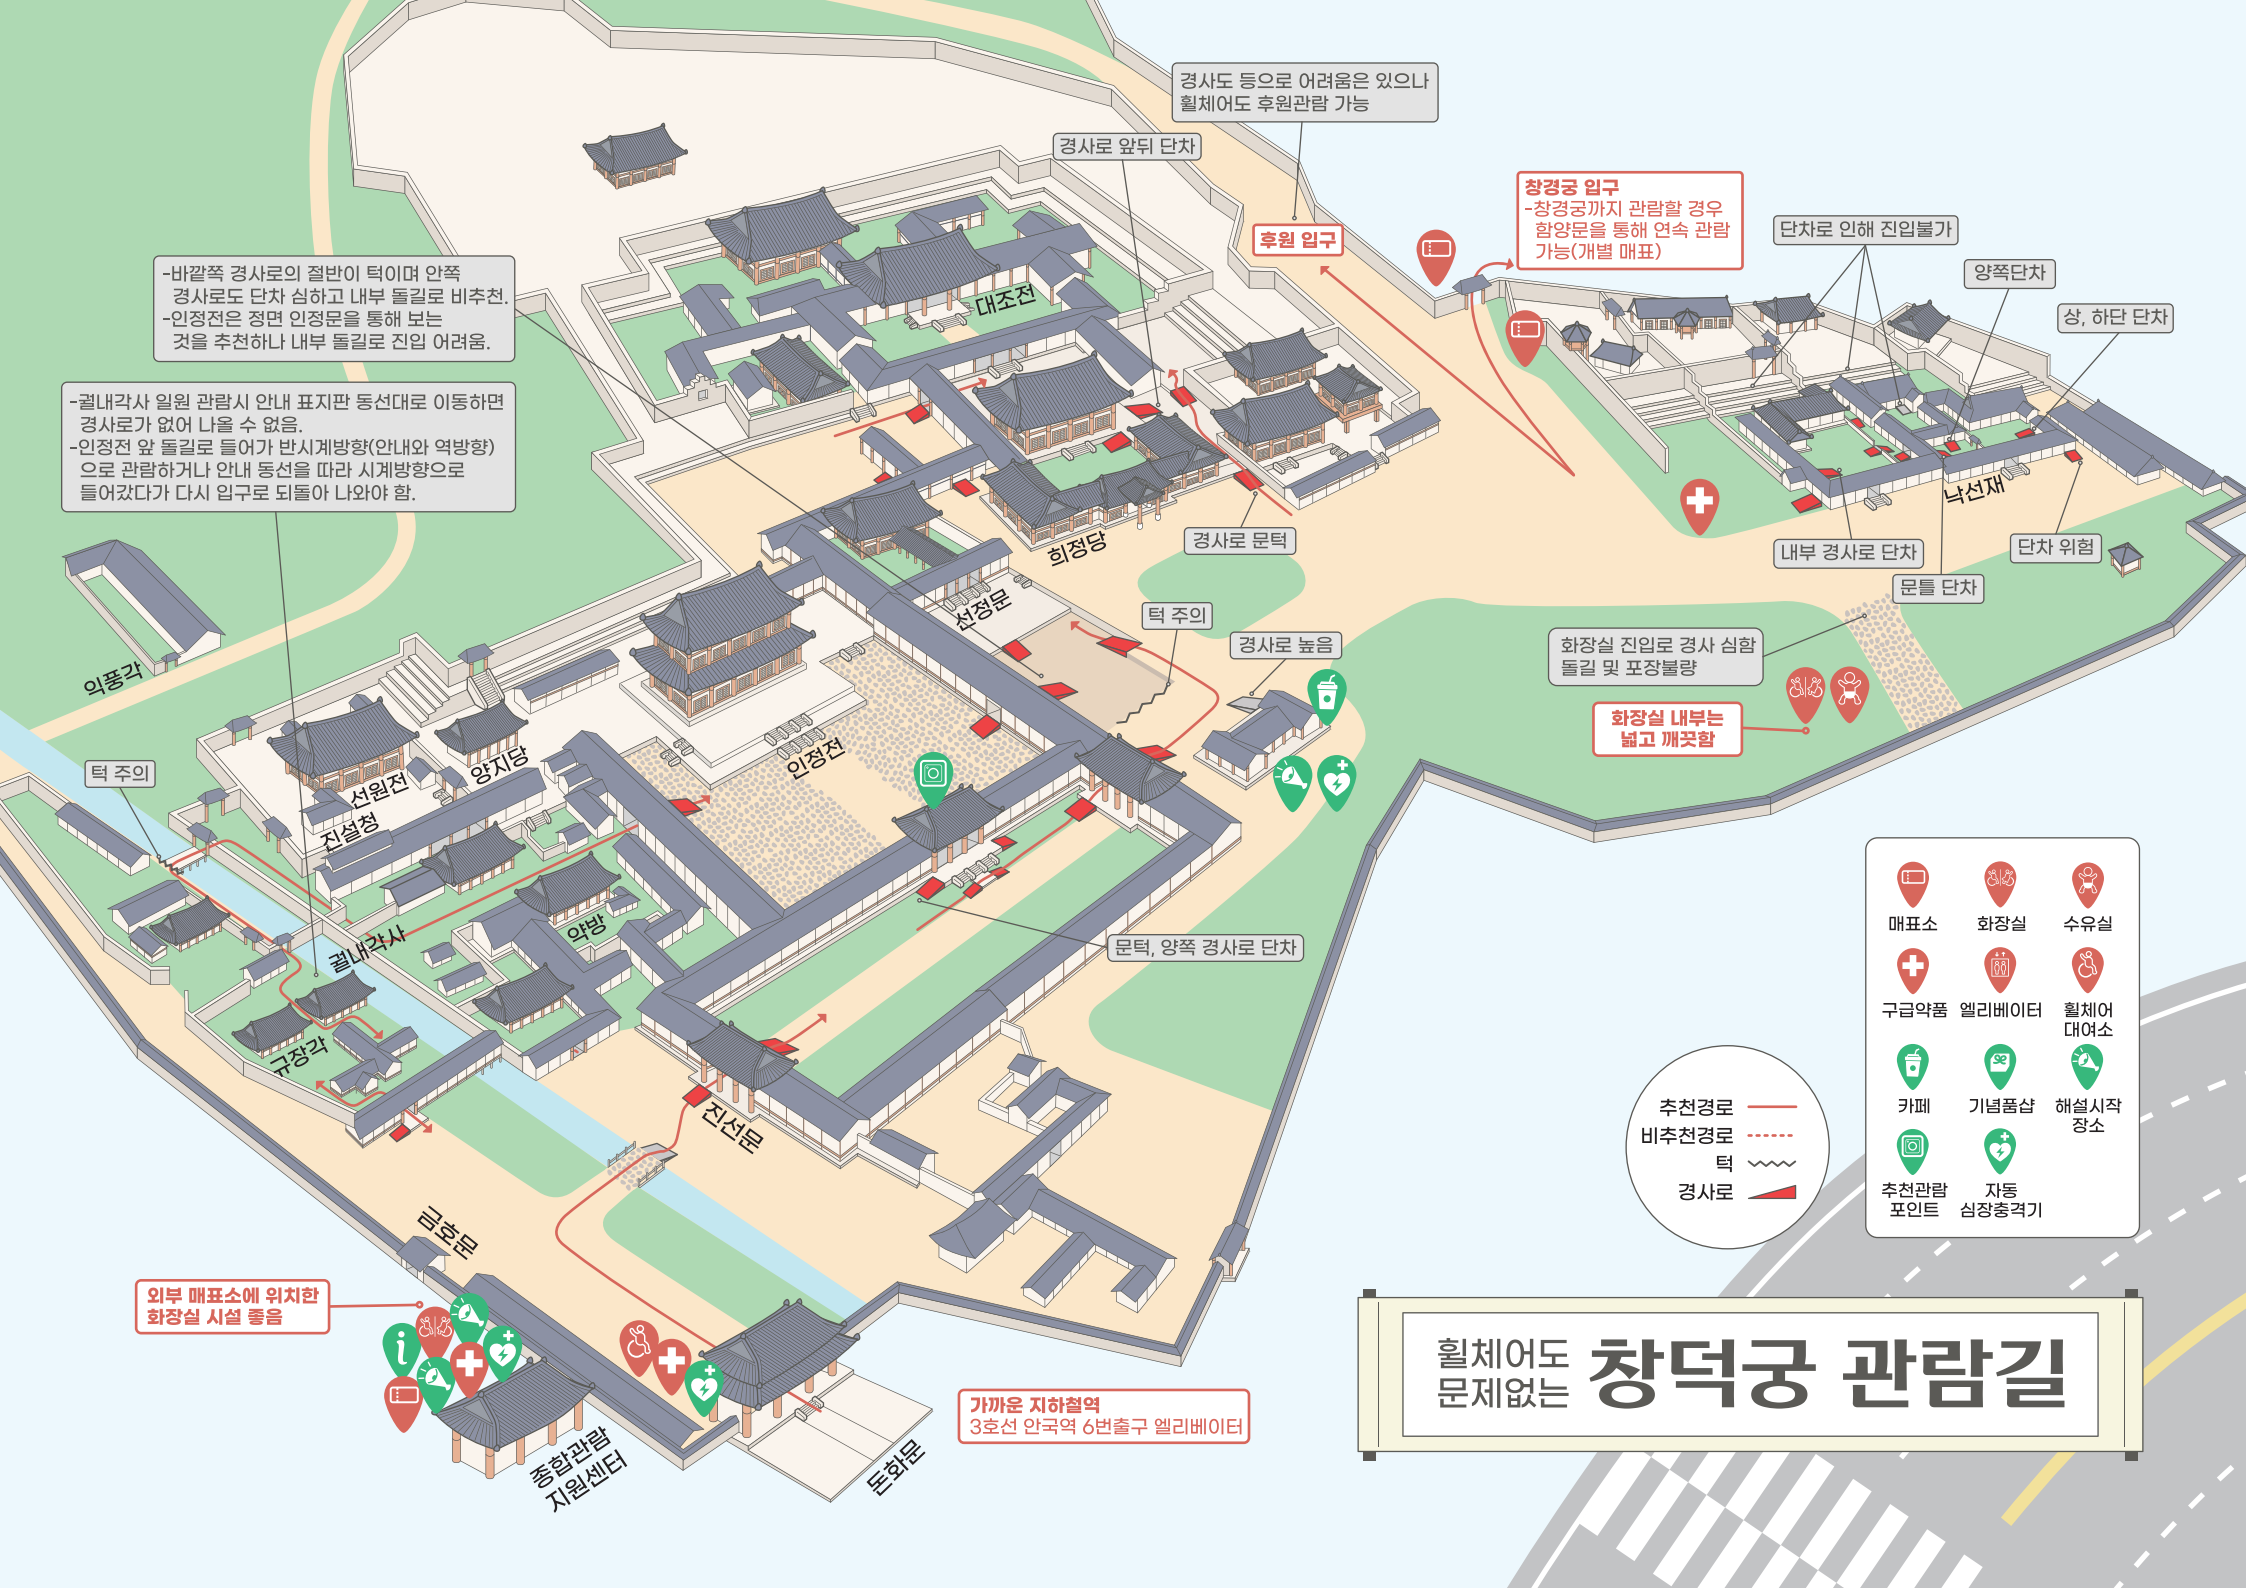 경사도 등으로 어려움은 있으나
휠체어도 후원관람 가능
경사로 앞뒤 단차
후원 입구
창경궁 입구
-창경궁까지 관람할 경우
함양문을 통해 연속 관람
가능(개별 매표)
단차로 인해 진입불가
양쪽단차
상, 하단 단차
-바깥쪽 경사로의 절반이 턱이며 안쪽
경사로도 단차 심하고 내부 돌길로 비추천.
-인정전은 정면 인정문을 통해 보는
것을 추천하나 내부 돌길로 진입 어려움.
-궐내각사 일원 관람시 안내 표지판 동선대로 이동하면
경사로가 없어 나올 수 없음.
-인정전 앞 돌길로 들어가 반시계방향(안내와 역방향)
으로 관람하거나 안내 동선을 따라 시계방향으로
들어갔다가 다시 입구로 되돌아 나와야 함.
대조전
희정당
경사로 문턱
낙선재
내부 경사로 단차
단차 위험
문틀 단차
선정문
턱 주의
경사로 높음
화장실 진입로 경사 심함
돌길 및 포장불량
화장실 내부는
넓고 깨끗함
억풍각
인정전
양지당
선원전
진설청
턱 주의
약방
궐내각사
규장각
문턱, 양쪽 경사로 단차
진선문
금호문
외부 매표소에 위치한
화장실 시설 좋음
i
종합관람
지원센터
돈화문
가까운 지하철역
3호선 안국역 6번출구 엘리베이터
추천경로
비추천경로
턱
경사로
매표소
화장실
수유실
구급약품
엘리베이터
휠체어
대여소
카페
기념품샵
해설시작
장소
추천관람
포인트
자동
심장충격기
휠체어도
문제없는
창덕궁 관람길